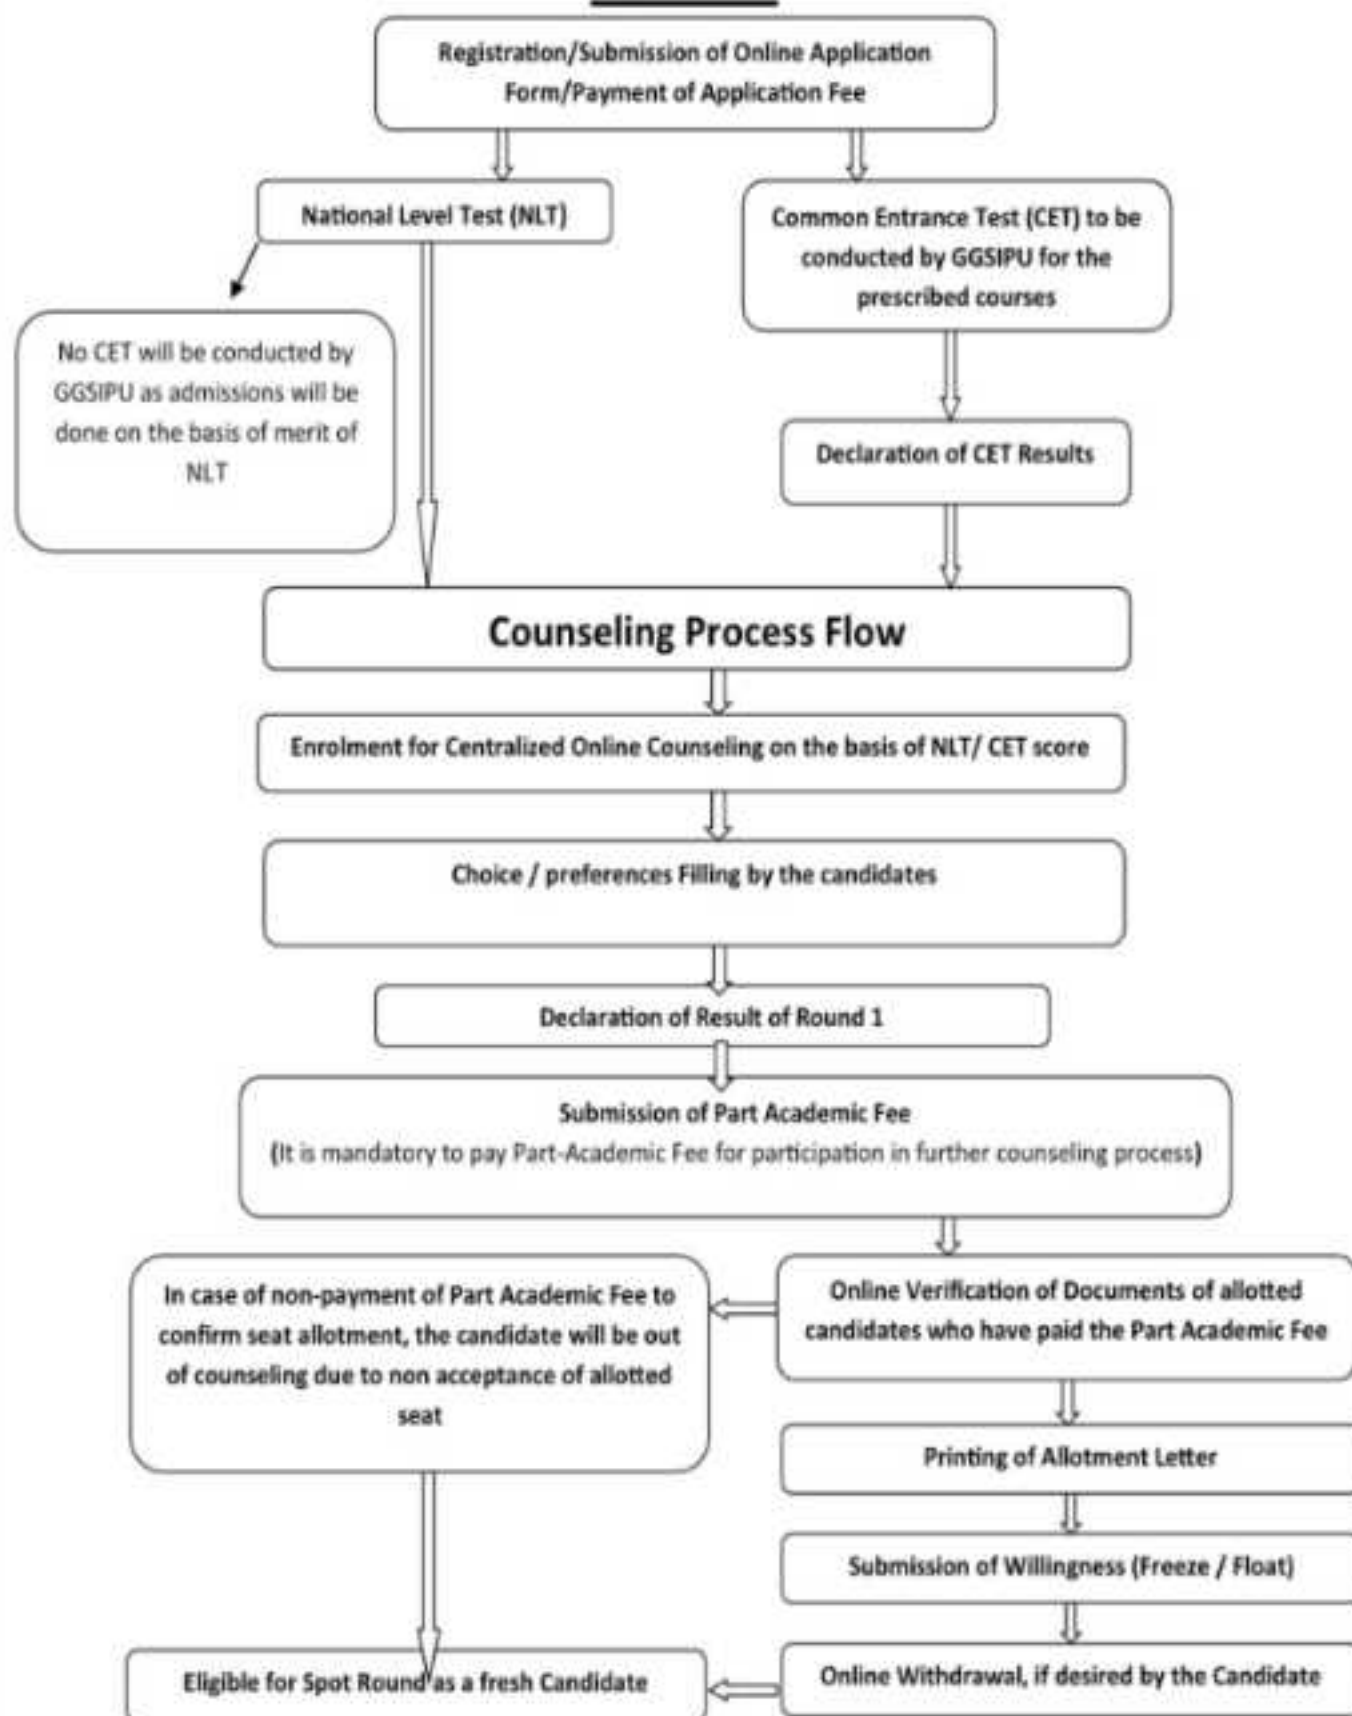 Registration/Submission of Online Application
Form/Payment of Application Fee
National Level Test (NLT)
Common Entrance Test (CET) to be
conducted by GGSIPU for the
prescribed courses
No CET will be conducted by
GGSIPU as admissions will be
done on the basis of merit of
NLT
Declaration of CET Results
Counseling Process Flow
Enrolment for Centralized Online Counseling on the basis of NLT/ CET score
Choice / preferences Filling by the candidates
Declaration of Result of Round 1
Submission of Part Academic Fee
(It is mandatory to pay Part-Academic Fee for participation in further counseling process)
In case of non-payment of Part Academic Fee to
confirm seat allotment, the candidate will be out
of counseling due to non acceptance of allotted
seat
Online Verification of Documents of allotted
candidates who have paid the Part Academic Fee
Printing of Allotment Letter
Submission of Willingness (Freeze / Float)
Eligible for Spot Round as a fresh Candidate
Online Withdrawal, if desired by the Candidate